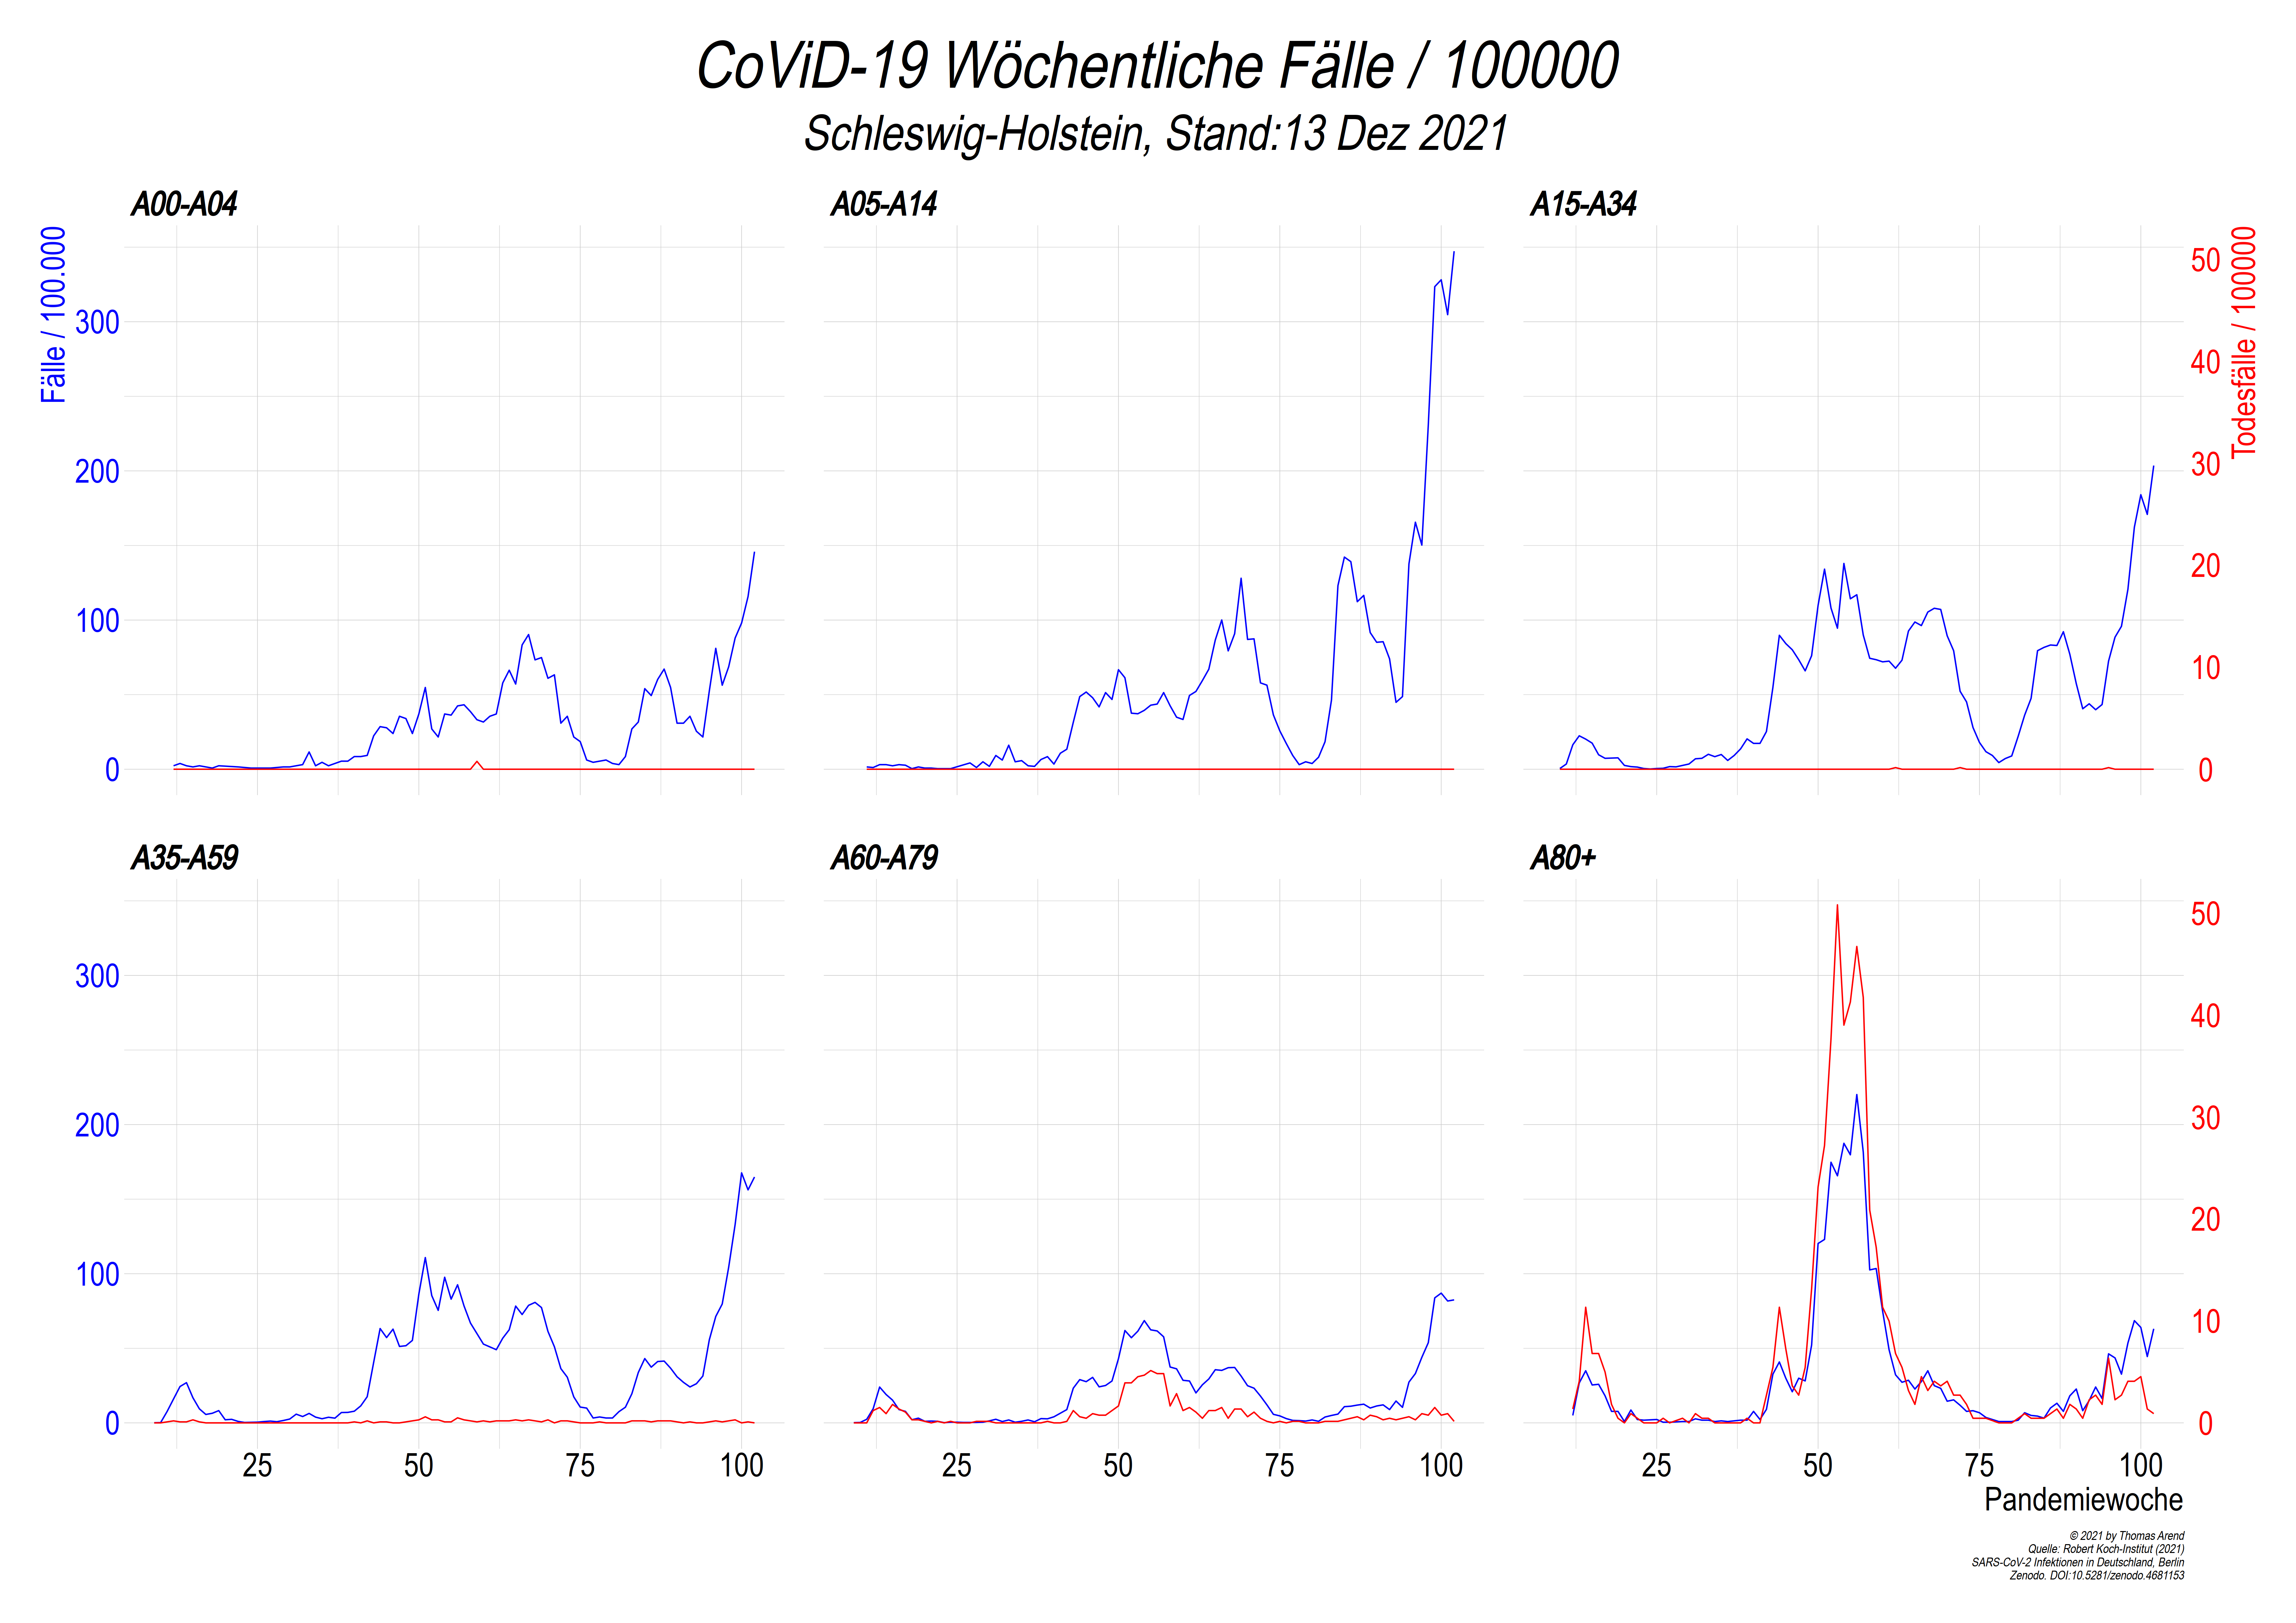 CoViD-19 Wöchentliche Fälle / 100000
Schleswig-Holstein, Stand:13 Dez 2021
A00-A04
A05-A14
A15-A34
Fälle / 100.000
300
200
100
0
50
40
30
20
10
0
Todesfälle / 100000
A35-A59
A60-A79
A80+
300
200
100
0
50
40
30
20
10
0
25 50 75 100
25 50 75 100
25 50 75 100
Pandemiewoche
© 2021 by Thomas Arend
Quelle: Robert Koch-Institut (2021)
SARS-CoV-2 Infektionen in Deutschland, Berlin
Zenodo. DOI:10.5281/zenodo.4681153